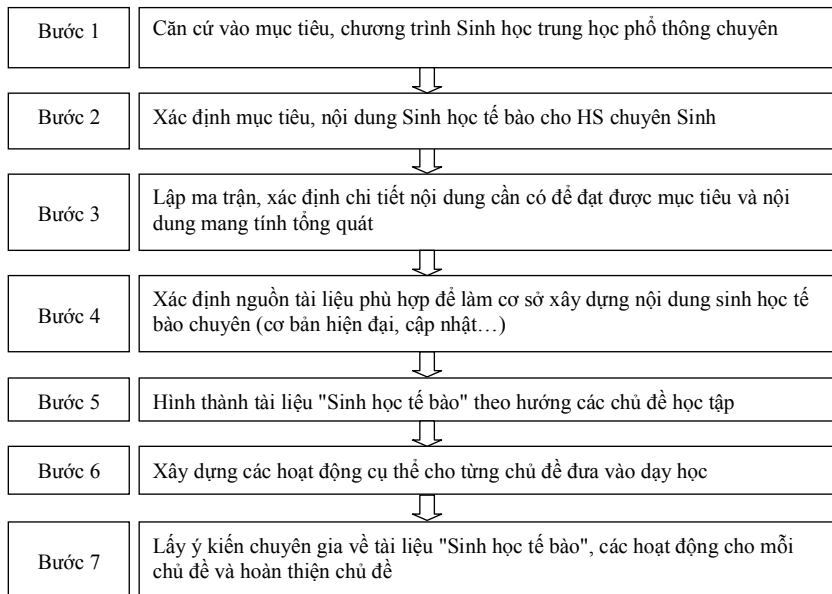 Bước 1
Căn cứ vào mục tiêu, chương trình Sinh học trung học phổ thông chuyên
Bước 2
Xác định mục tiêu, nội dung Sinh học tế bào cho HS chuyên Sinh
Bước 3
Lập ma trận, xác định chi tiết nội dung cần có để đạt được mục tiêu và nội
dung mang tính tổng quát
Bước 4
Xác định nguồn tài liệu phù hợp để làm cơ sở xây dựng nội dung sinh học tế
bào chuyên (cơ bản hiện đại, cập nhật…)
Bước 5
Hình thành tài liệu "Sinh học tế bào" theo hướng các chủ đề học tập
Bước 6
Xây dựng các hoạt động cụ thể cho từng chủ đề đưa vào dạy học
Bước 7
Lấy ý kiến chuyên gia về tài liệu "Sinh học tế bào", các hoạt động cho mỗi
chủ đề và hoàn thiện chủ đề